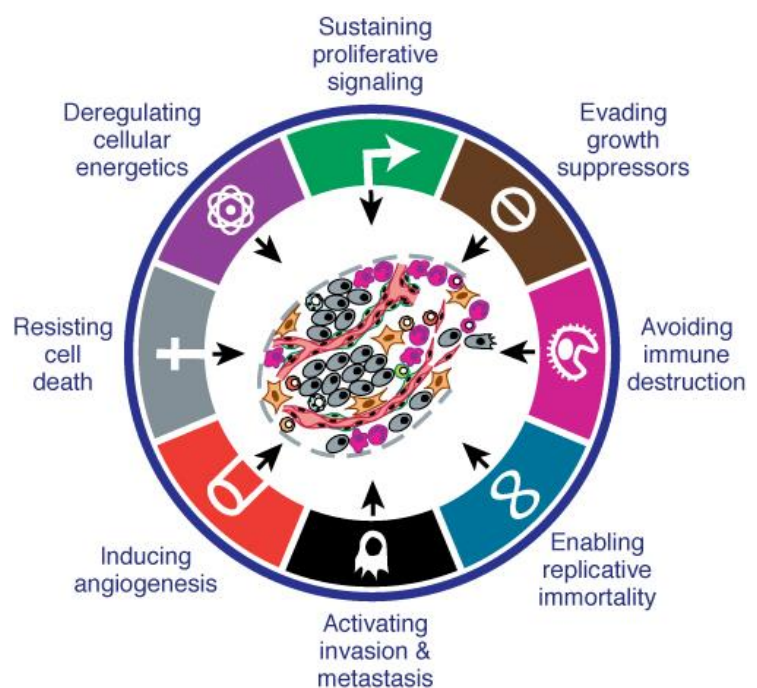 Sustaining
proliferative
signaling
Evading
growth
suppressors
Avoiding
immune
destruction
Enabling
replicative
immortality
Activating
invasion &
metastasis
Inducing
angiogenesis
Resisting
cell
death
Deregulating
cellular
energetics